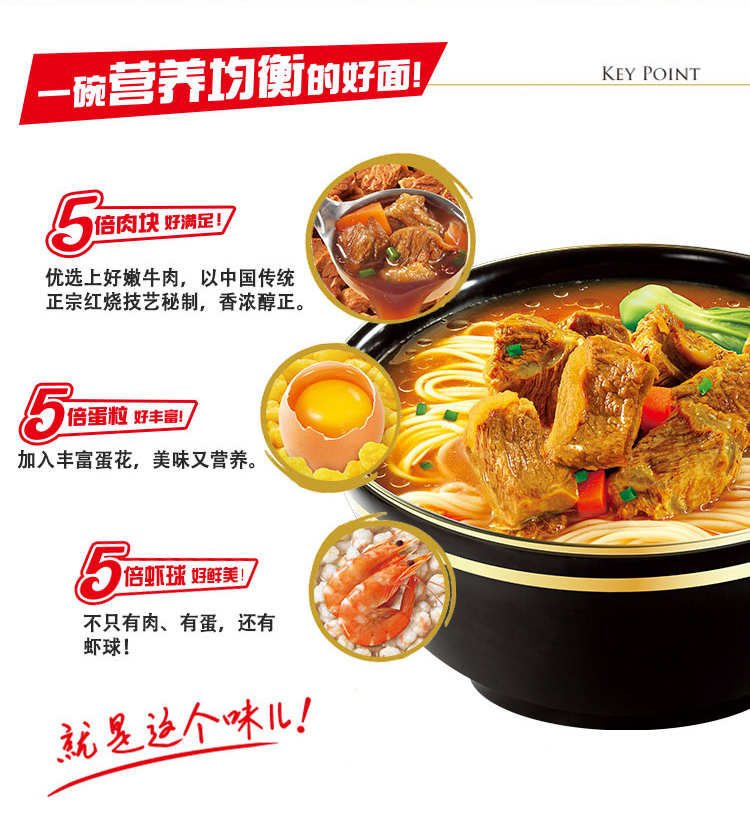 一碗营养均衡的好面!
KEY POINT
5倍肉块 好满足!
优选上好嫩牛肉，以中国传统
正宗红烧技艺秘制，香浓醇正。
5倍蛋粒 好丰富!
加入丰富蛋花，美味又营养。
5倍虾球 好鲜美!
不只有肉、有蛋，还有
虾球!
就是这个味儿!